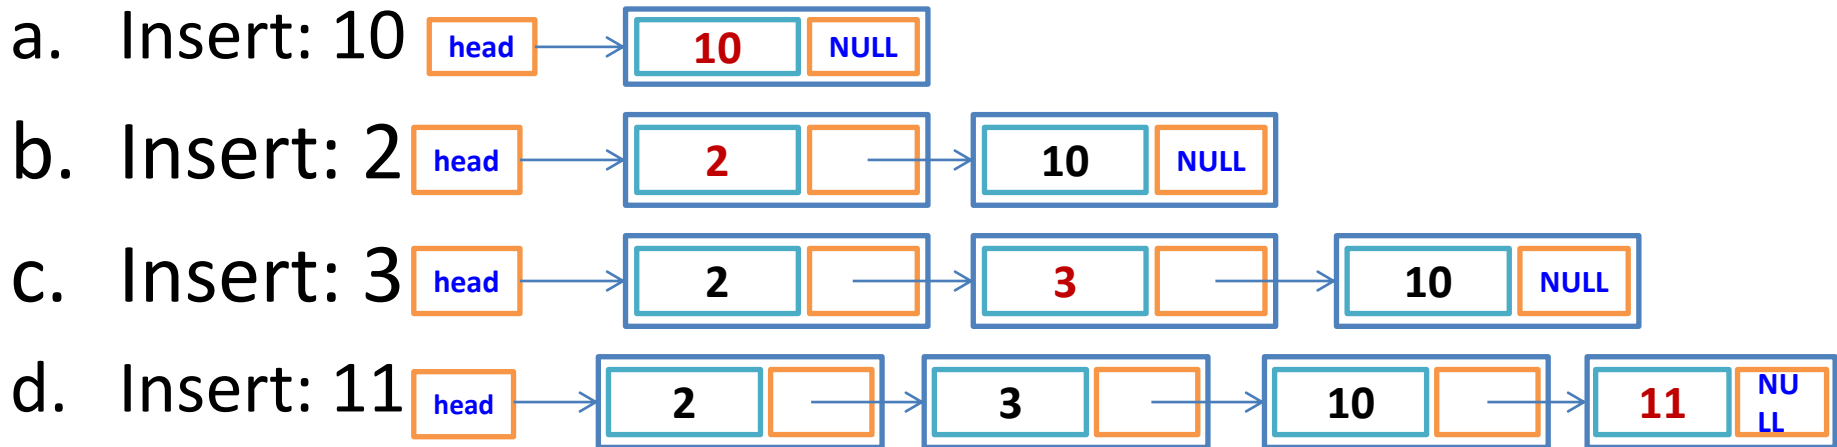 a. Insert: 10 head 10 NULL
b. Insert: 2 head 2 10 NULL
c. Insert: 3 head 2 3 10 NULL
d. Insert: 11 head 2 3 10 11 NU
LL